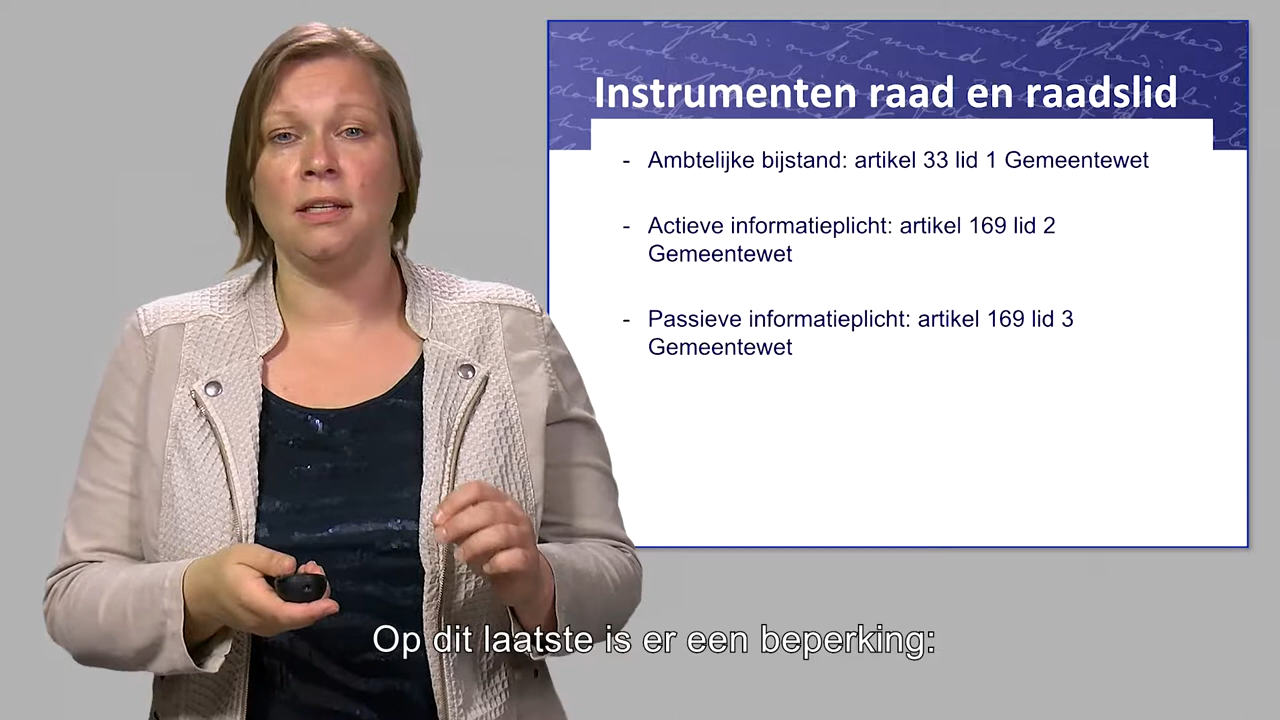 Instrumenten raad en raadslid
- Ambtelijke bijstand: artikel 33 lid 1 Gemeentewet
- Actieve informatieplicht: artikel 169 lid 2
Gemeentewet
- Passieve informatieplicht: artikel 169 lid 3
Gemeentewet
Op dit laatste is er een beperking: